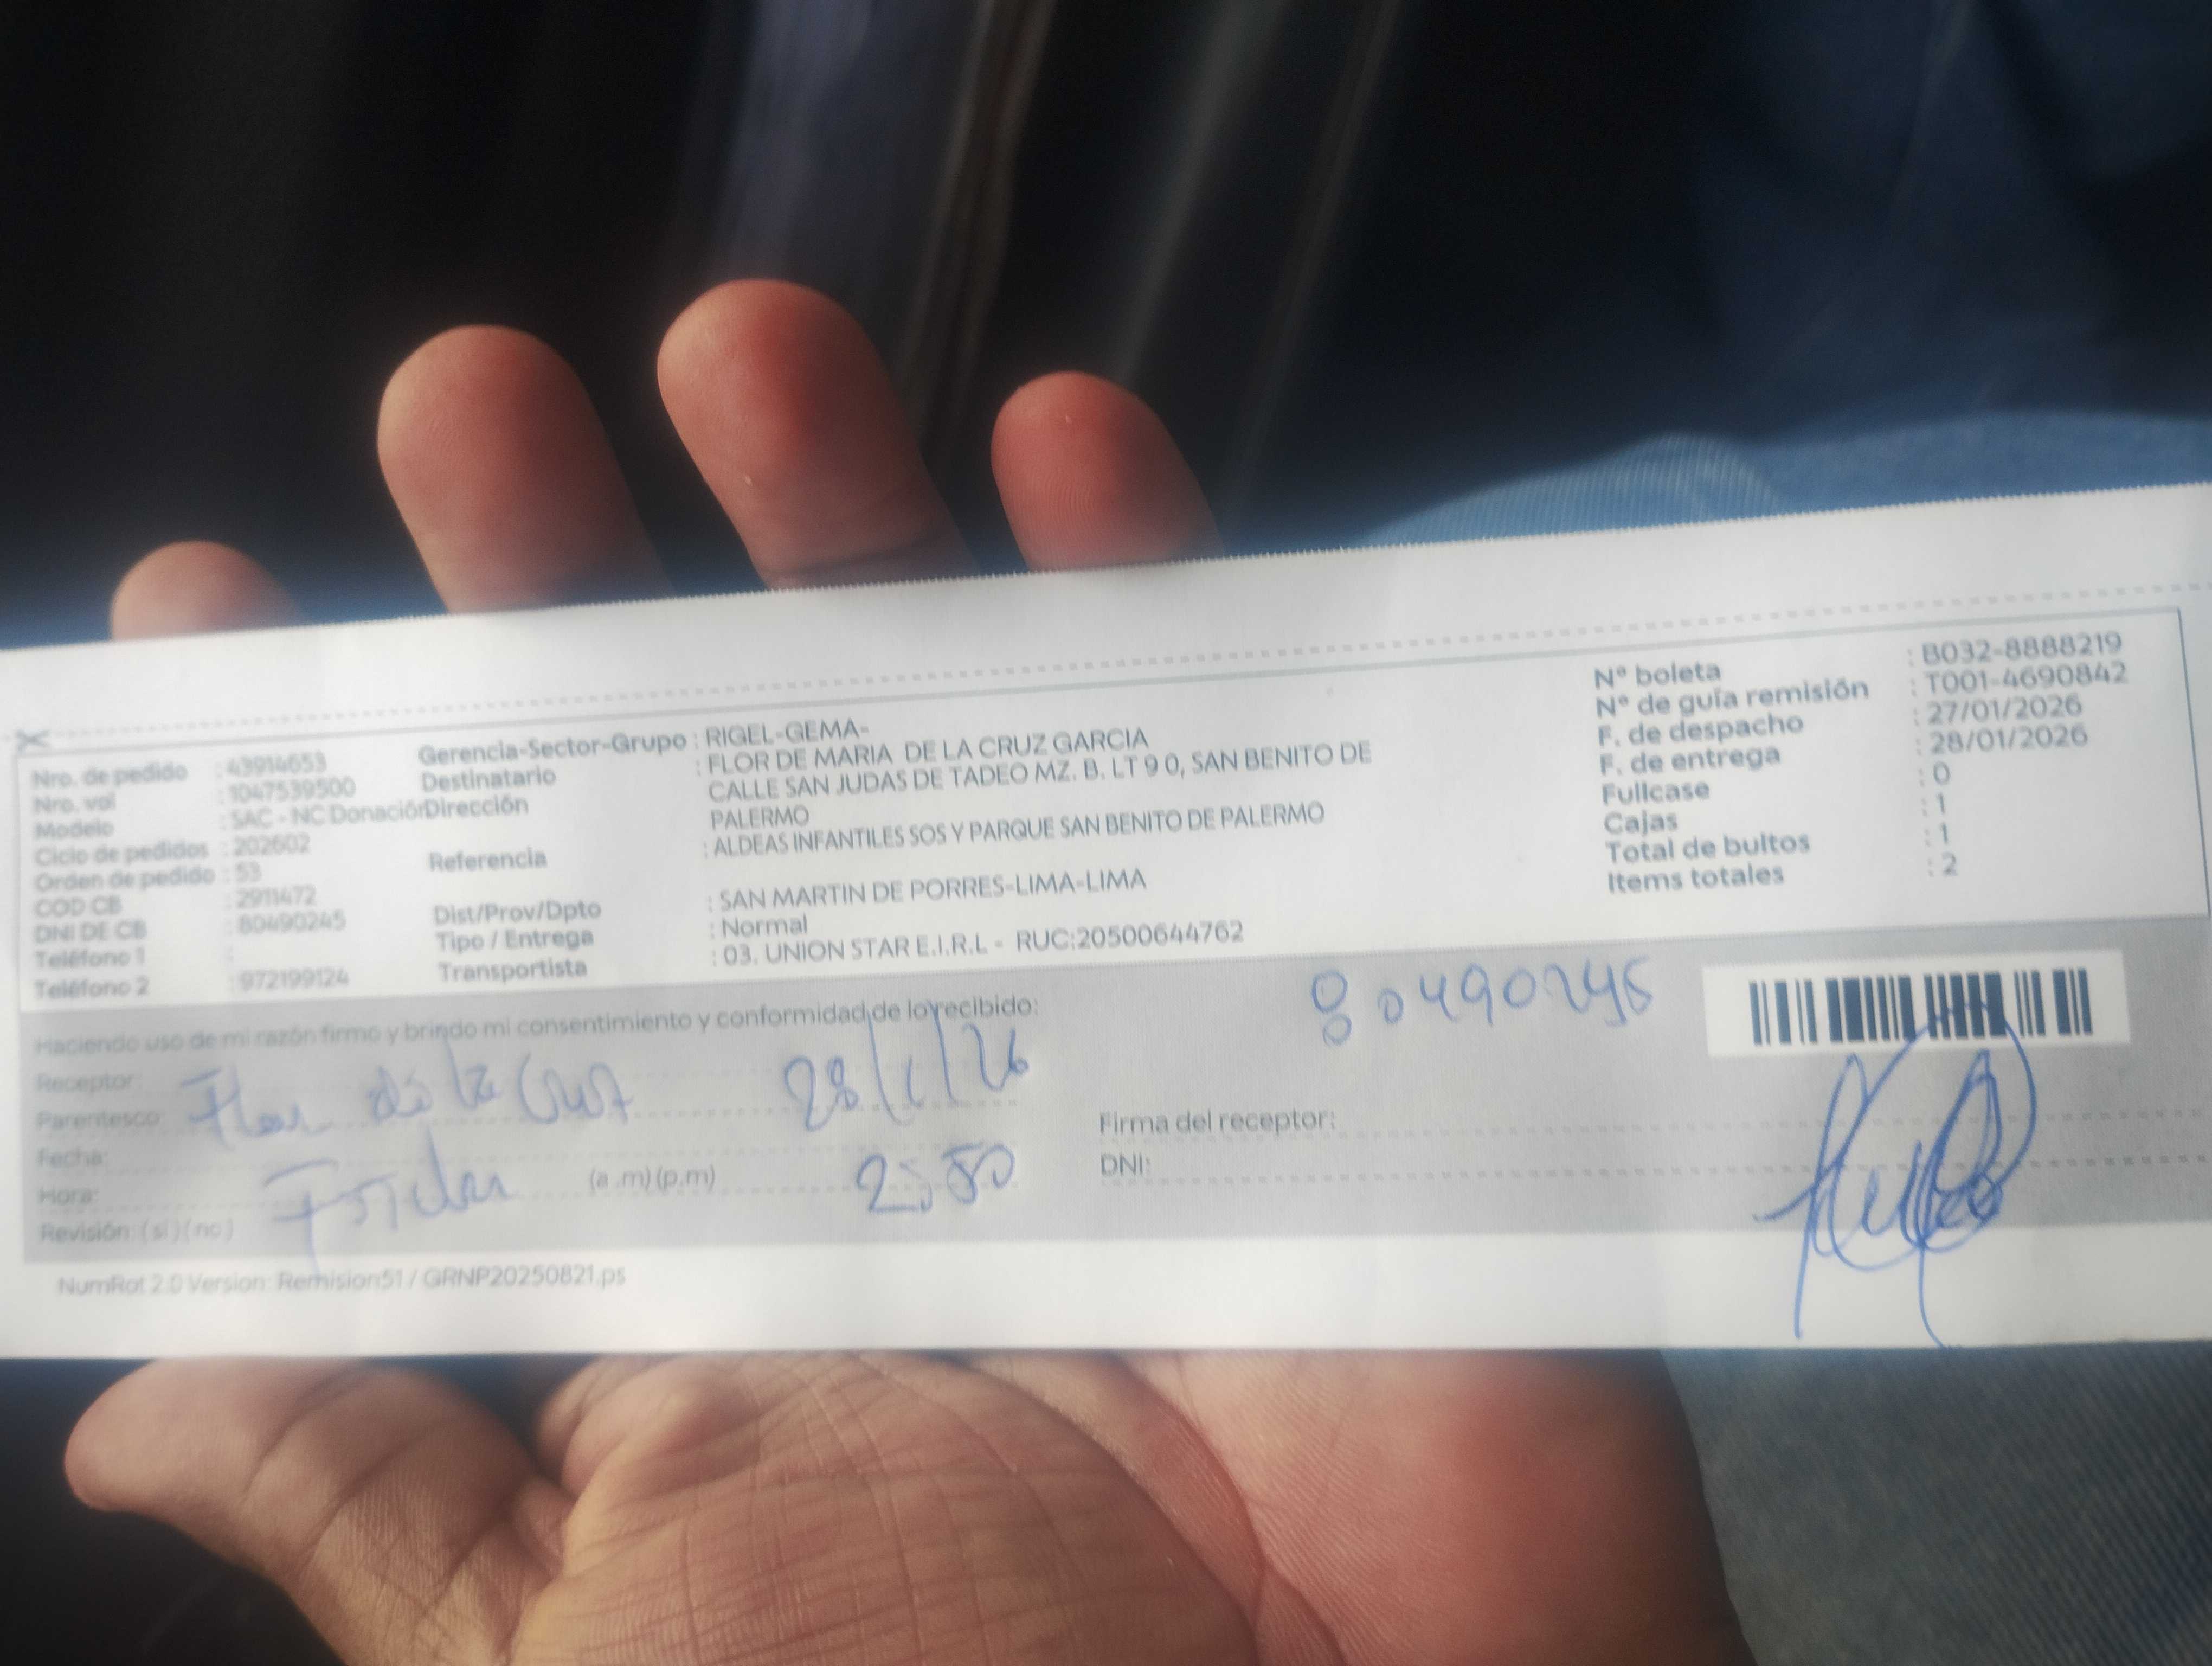 Nro. de pedido : 43914653
Nro. vol : 1047539500
Modelo : SAC - NC Donación
Ciclo de pedidos : 202602
Orden de pedido : 53
COD CB : 2911472
DNI DE CB : 80490245
Teléfono 1 :
Teléfono 2 : 972199124
Gerencia-Sector-Grupo : RIGEL-GEMA-
Destinatario : FLOR DE MARIA DE LA CRUZ GARCIA
Dirección : CALLE SAN JUDAS DE TADEO MZ. B. LT 9 0, SAN BENITO DE
PALERMO
Referencia : ALDEAS INFANTILES SOS Y PARQUE SAN BENITO DE PALERMO
Dist/Prov/Dpto : SAN MARTIN DE PORRES-LIMA-LIMA
Tipo / Entrega : Normal
Transportista : 03. UNION STAR E.I.R.L - RUC:20500644762
N° boleta : B032-8888219
N° de guía remisión : T001-4690842
F. de despacho : 27/01/2026
F. de entrega : 28/01/2026
Fullcase : 0
Cajas : 1
Total de bultos : 1
Items totales : 2
Haciendo uso de mi razón firmo y brindo mi consentimiento y conformidad de lo recibido:
80490245
Receptor:
Flor de la Cruz 28/1/26
Parentesco:
Fecha:
Hora: (a .m) (p.m) 2:50
Revisión: (si) (no)
Firma del receptor:
DNI:
NumRot 2.0 Version: Remision51 / GRNP20250821.ps